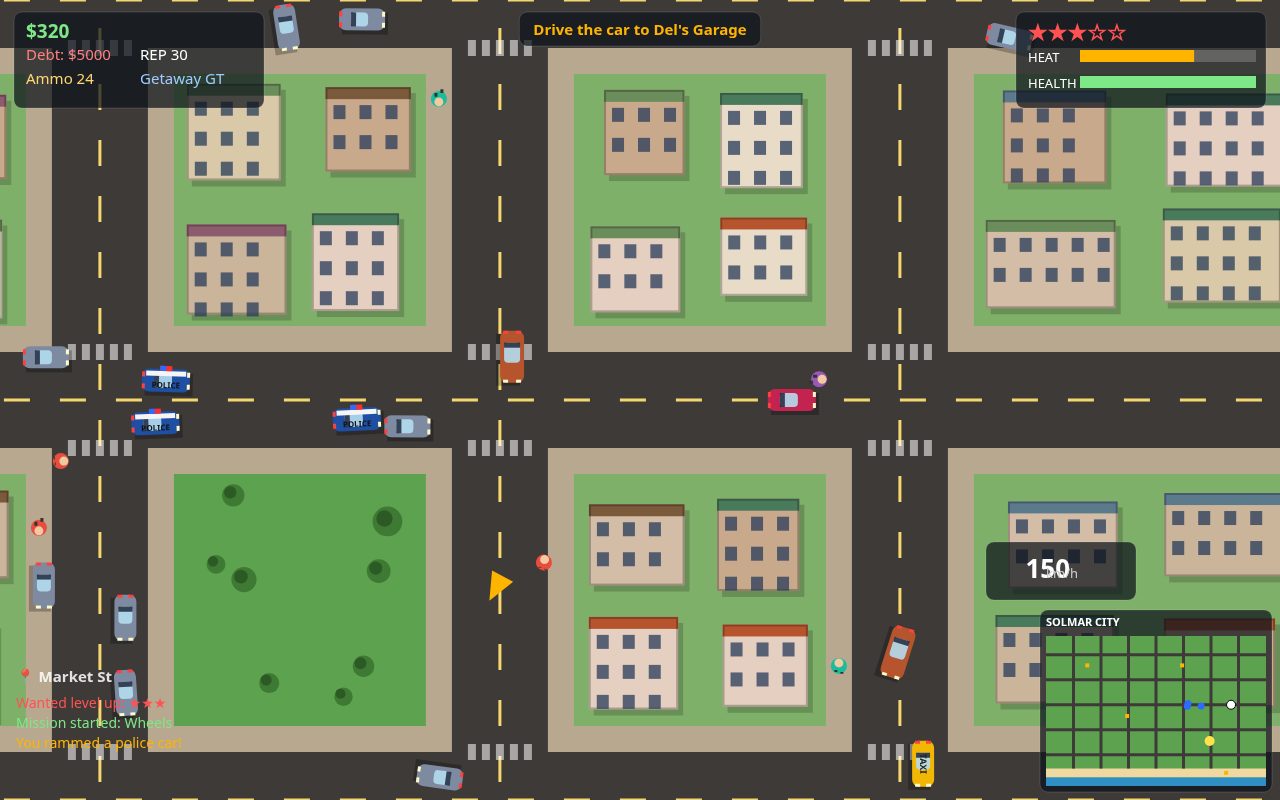 $320
Debt: $5000 REP 30
Ammo 24 Getaway GT
Drive the car to Del's Garage
★★★☆☆
HEAT
HEALTH
POLICE
POLICE
POLICE
150
km/h
SOLMAR CITY
📍 Market St
Wanted level up: ★★★
Mission started: Wheels
You rammed a police car!
TAXI